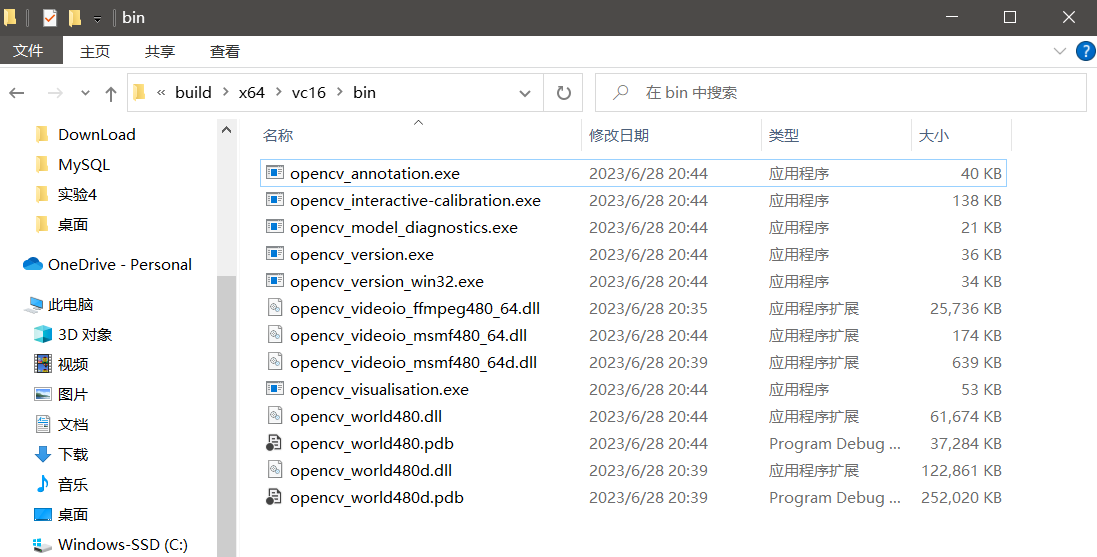 bin
文件 主页 共享 查看
« build › x64 › vc16 › bin 在 bin 中搜索
DownLoad
MySQL
实验4
桌面
OneDrive - Personal
此电脑
3D 对象
视频
图片
文档
下载
音乐
桌面
Windows-SSD (C:)
名称 修改日期 类型 大小
opencv_annotation.exe 2023/6/28 20:44 应用程序 40 KB
opencv_interactive-calibration.exe 2023/6/28 20:44 应用程序 138 KB
opencv_model_diagnostics.exe 2023/6/28 20:44 应用程序 21 KB
opencv_version.exe 2023/6/28 20:44 应用程序 36 KB
opencv_version_win32.exe 2023/6/28 20:44 应用程序 34 KB
opencv_videoio_ffmpeg480_64.dll 2023/6/28 20:35 应用程序扩展 25,736 KB
opencv_videoio_msmf480_64.dll 2023/6/28 20:44 应用程序扩展 174 KB
opencv_videoio_msmf480_64d.dll 2023/6/28 20:39 应用程序扩展 639 KB
opencv_visualisation.exe 2023/6/28 20:44 应用程序 53 KB
opencv_world480.dll 2023/6/28 20:44 应用程序扩展 61,674 KB
opencv_world480.pdb 2023/6/28 20:44 Program Debug ... 37,284 KB
opencv_world480d.dll 2023/6/28 20:39 应用程序扩展 122,861 KB
opencv_world480d.pdb 2023/6/28 20:39 Program Debug ... 252,020 KB